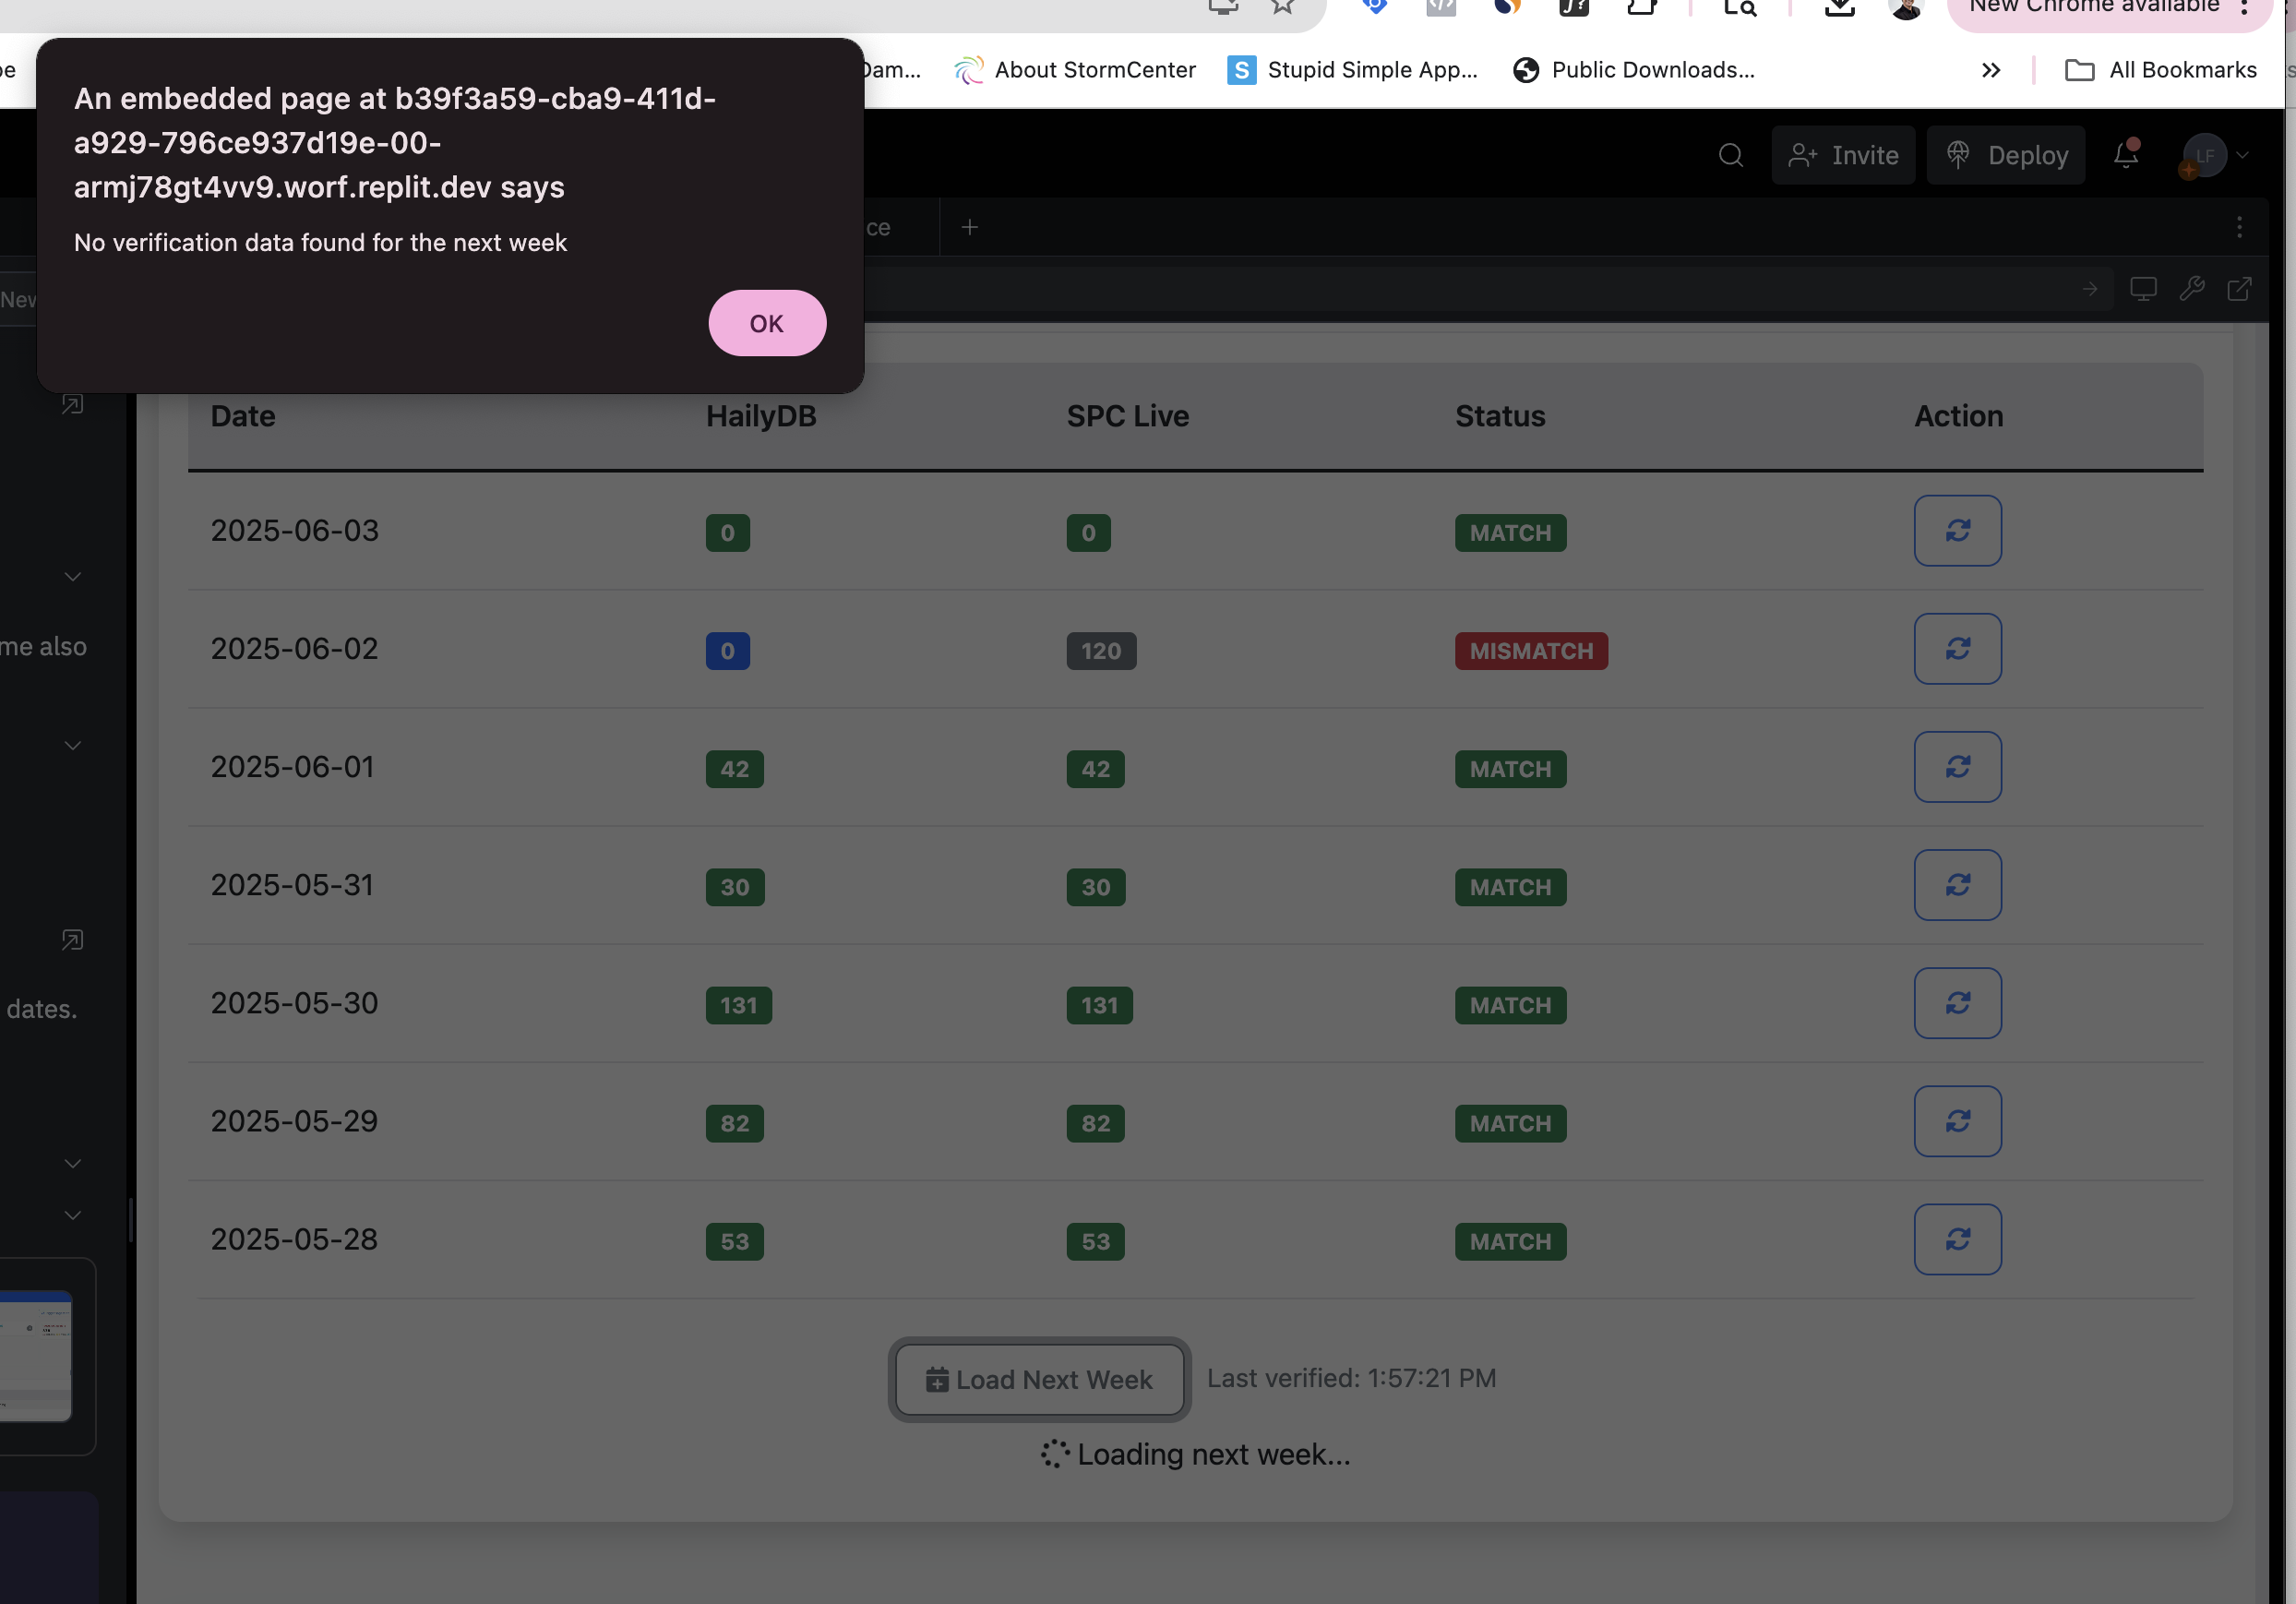 New Chrome available
Dam...
About StormCenter
S
Stupid Simple App...
Public Downloads...
All Bookmarks
An embedded page at b39f3a59-cba9-411d-
a929-796ce937d19e-00-
armj78gt4vv9.worf.replit.dev says
No verification data found for the next week
OK
Invite
Deploy
LF
ce
New
me also
dates.
Date HailyDB SPC Live Status Action
2025-06-03 0 0 MATCH
2025-06-02 0 120 MISMATCH
2025-06-01 42 42 MATCH
2025-05-31 30 30 MATCH
2025-05-30 131 131 MATCH
2025-05-29 82 82 MATCH
2025-05-28 53 53 MATCH
Load Next Week Last verified: 1:57:21 PM
Loading next week...